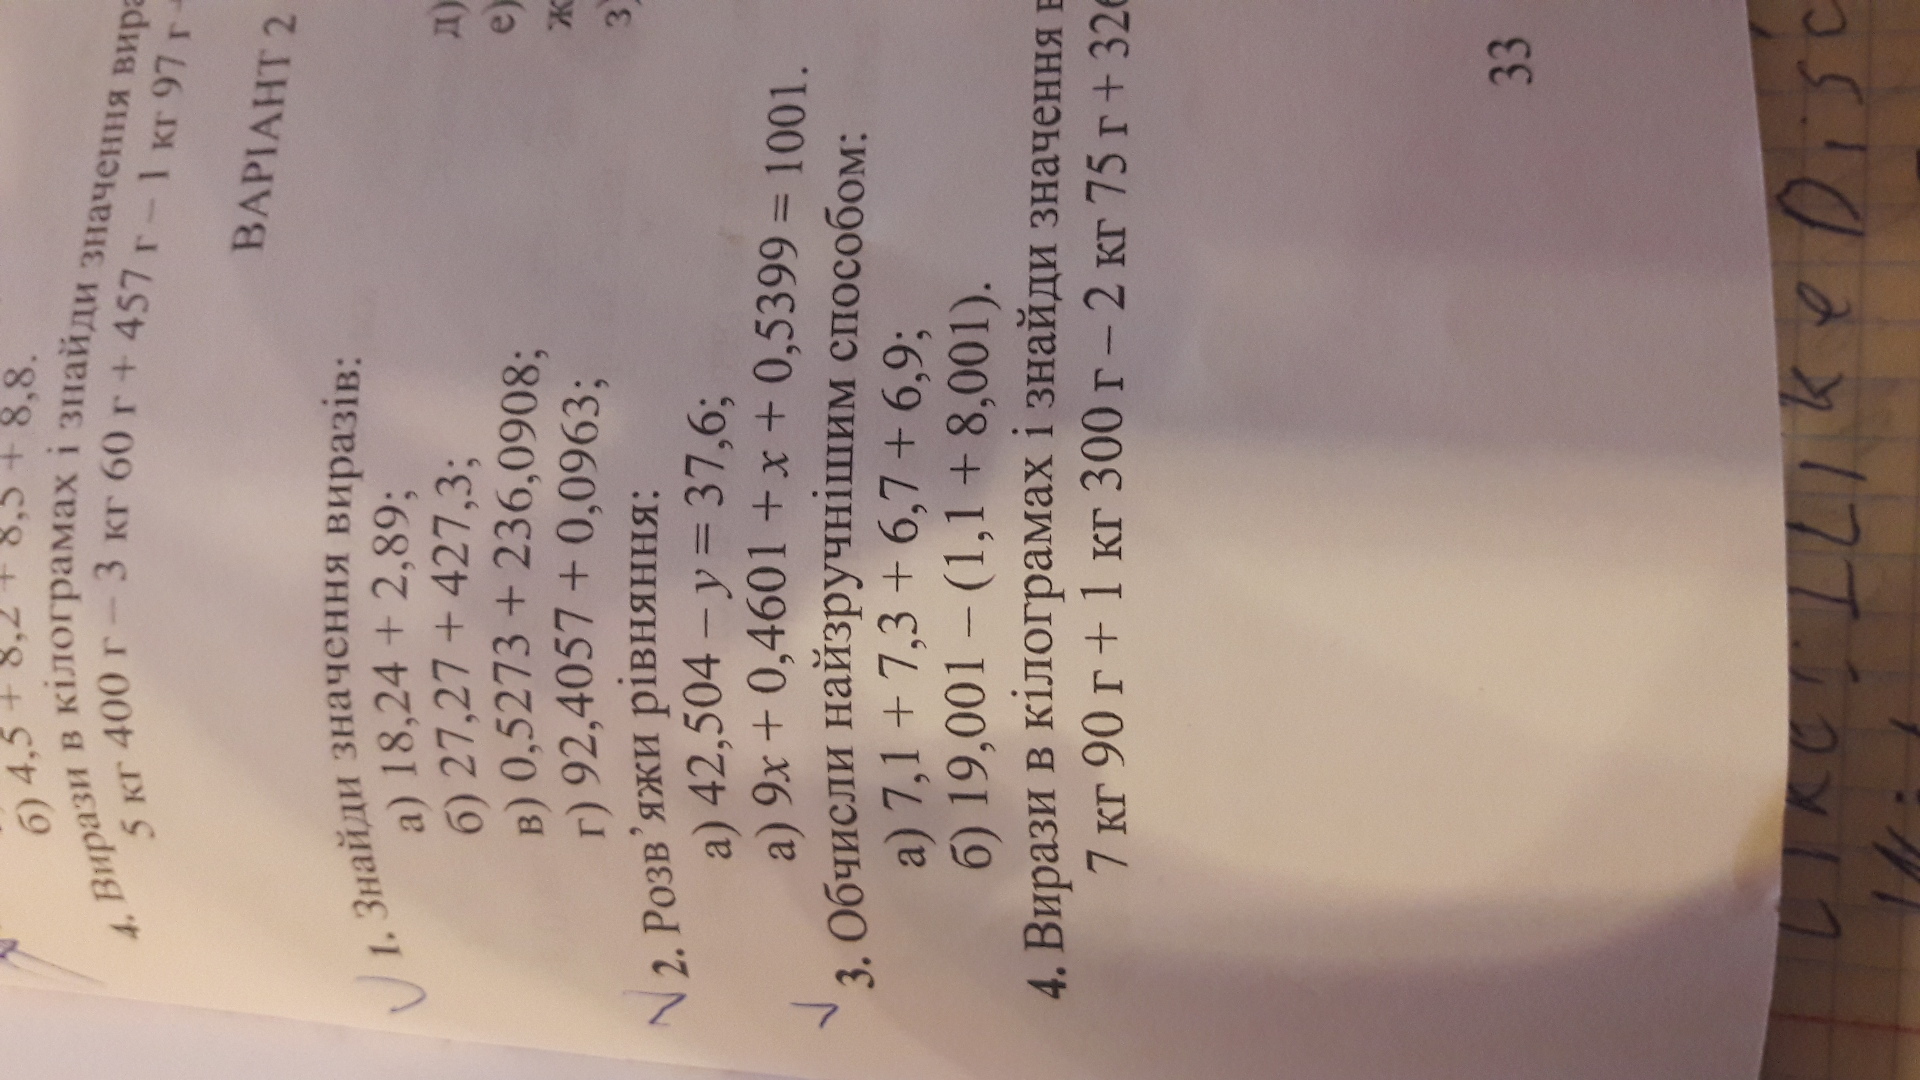 б) 4,5 + 8,2 + 8,5 + 8,8.
4. Вирази в кілограмах і знайди значення
5 кг 400 г – 3 кг 60 г + 457 г – 1 кг 97 г
ВАРІАНТ 2
1. Знайди значення виразів:
а) 18,24 + 2,89;
б) 27,27 + 427,3;
в) 0,5273 + 236,0908;
г) 92,4057 + 0,0963;
д)
е)
ж
з)
2. Розв’яжи рівняння:
а) 42,504 – y = 37,6;
а) 9x + 0,4601 + x + 0,5399 = 1001.
3. Обчисли найзручнішим способом:
а) 7,1 + 7,3 + 6,7 + 6,9;
б) 19,001 – (1,1 + 8,001).
4. Вирази в кілограмах і знайди значення в
7 кг 90 г + 1 кг 300 г – 2 кг 75 г + 326
33
I Like Disc